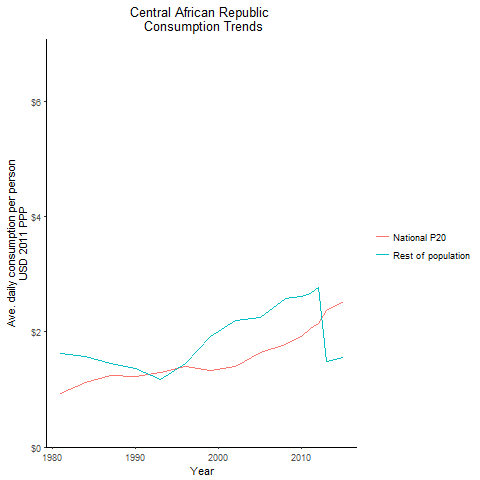 Central African Republic
Consumption Trends
Ave. daily consumption per person
USD 2011 PPP
$6
$4
$2
$0
1980 1990 2000 2010
Year
National P20
Rest of population